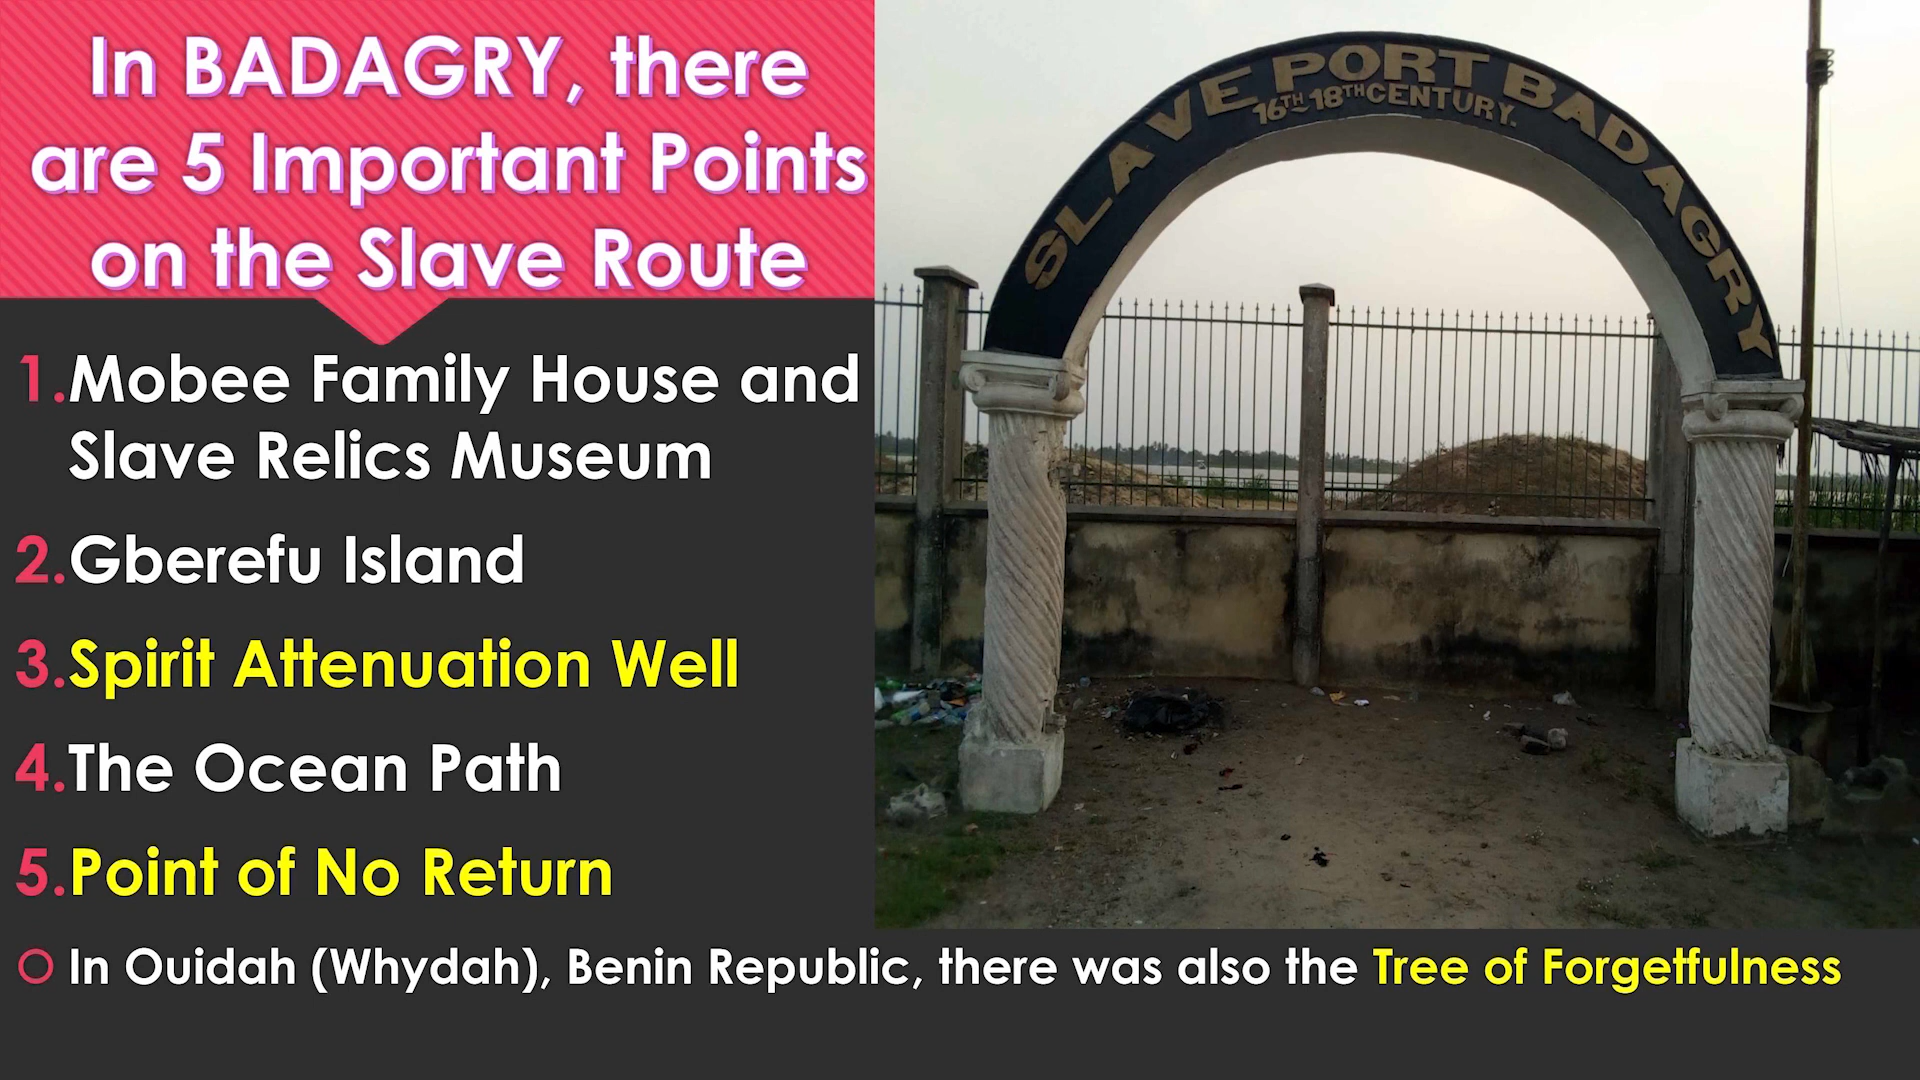 In BADAGRY, there
are 5 Important Points
on the Slave Route
1. Mobee Family House and
Slave Relics Museum
2. Gberefu Island
3. Spirit Attenuation Well
4. The Ocean Path
5. Point of No Return
In Ouidah (Whydah), Benin Republic, there was also the Tree of Forgetfulness
SLAVE PORT BADAGRY
16TH-18TH CENTURY.